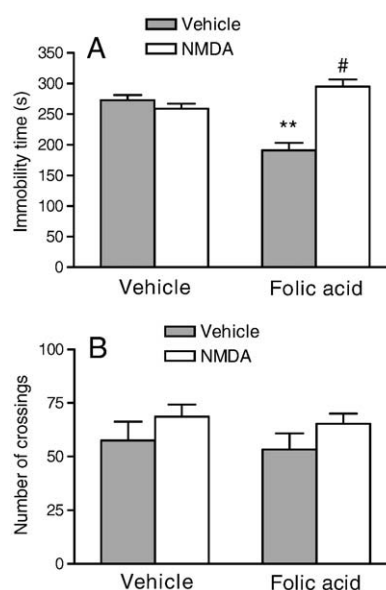 A
Vehicle
NMDA
Immobility time (s)
350
300
250
200
150
100
50
0
**
#
Vehicle
Folic acid
B
Vehicle
NMDA
Number of crossings
100
75
50
25
0
Vehicle
Folic acid